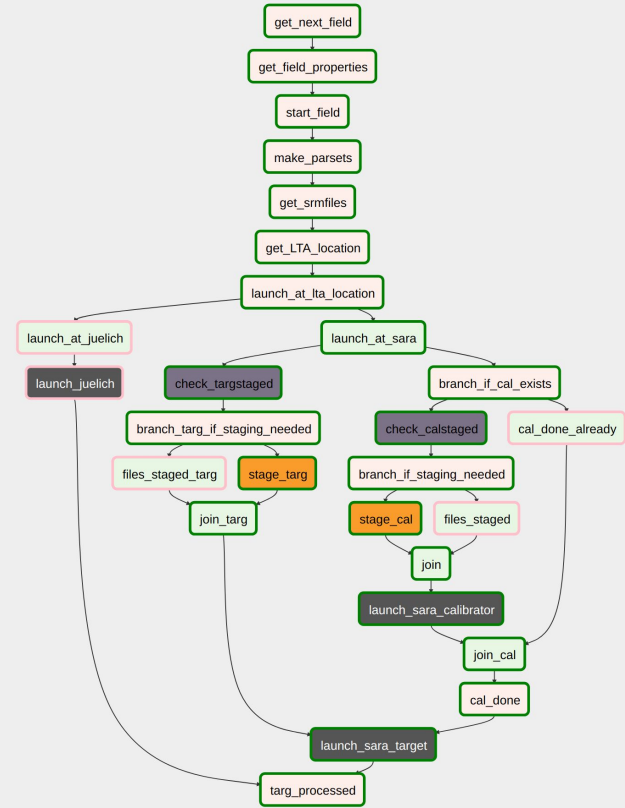 get_next_field
get_field_properties
start_field
make_parsets
get_srmfiles
get_LTA_location
launch_at_lta_location
launch_at_juelich
launch_at_sara
launch_juelich
check_targstaged
branch_if_cal_exists
branch_targ_if_staging_needed
check_calstaged
cal_done_already
files_staged_targ
stage_targ
branch_if_staging_needed
join_targ
stage_cal
files_staged
join
launch_sara_calibrator
join_cal
cal_done
launch_sara_target
targ_processed